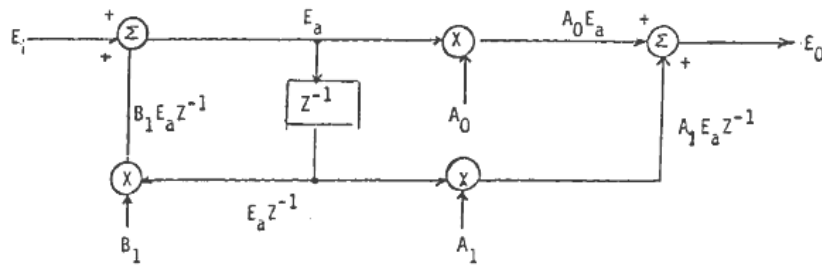 E_i
+
+
Σ
E_a
X
A_0E_a
+
Σ
+
E_0
B_1E_aZ^{-1}
Z^{-1}
A_0
A_1E_aZ^{-1}
X
E_aZ^{-1}
X
B_1
A_1